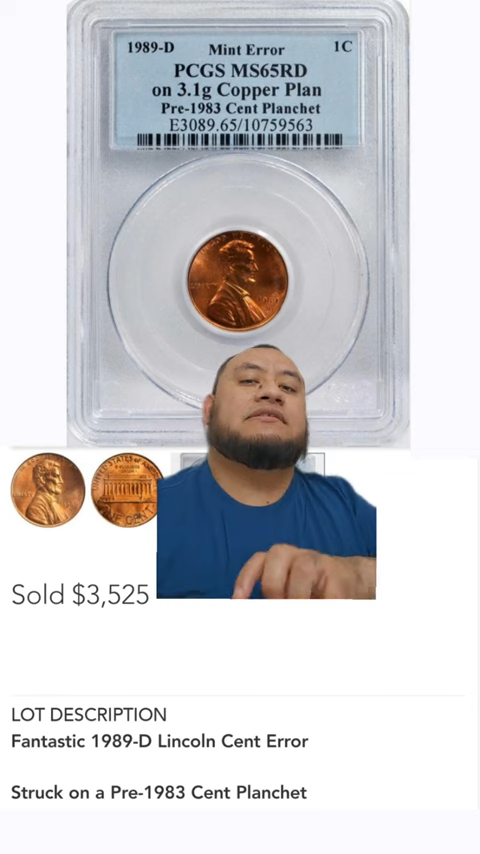 1989-D Mint Error 1C
PCGS MS65RD
on 3.1g Copper Plan
Pre-1983 Cent Planchet
E3089.65/10759563
Sold $3,525
LOT DESCRIPTION
Fantastic 1989-D Lincoln Cent Error
Struck on a Pre-1983 Cent Planchet